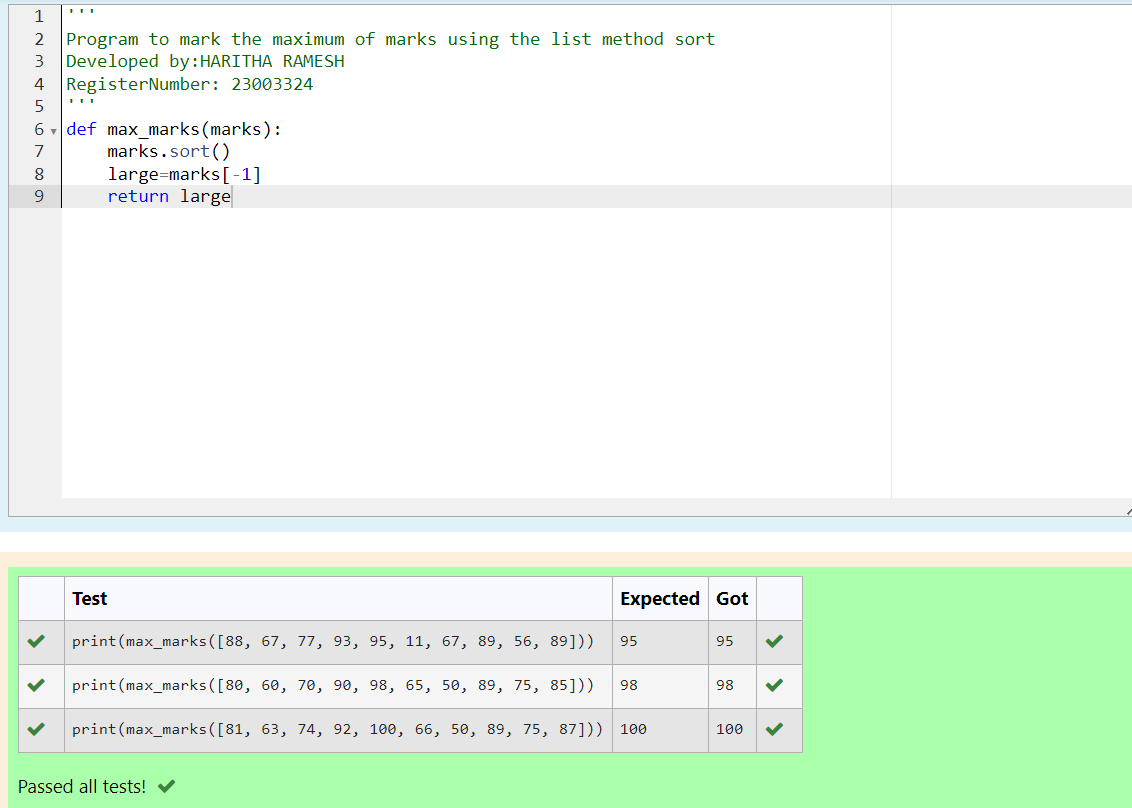 1 '''
2 Program to mark the maximum of marks using the list method sort
3 Developed by:HARITHA RAMESH
4 RegisterNumber: 23003324
5 '''
6 def max_marks(marks):
7     marks.sort()
8     large=marks[-1]
9     return large
Test Expected Got
print(max_marks([88, 67, 77, 93, 95, 11, 67, 89, 56, 89])) 95 95
print(max_marks([80, 60, 70, 90, 98, 65, 50, 89, 75, 85])) 98 98
print(max_marks([81, 63, 74, 92, 100, 66, 50, 89, 75, 87])) 100 100
Passed all tests!